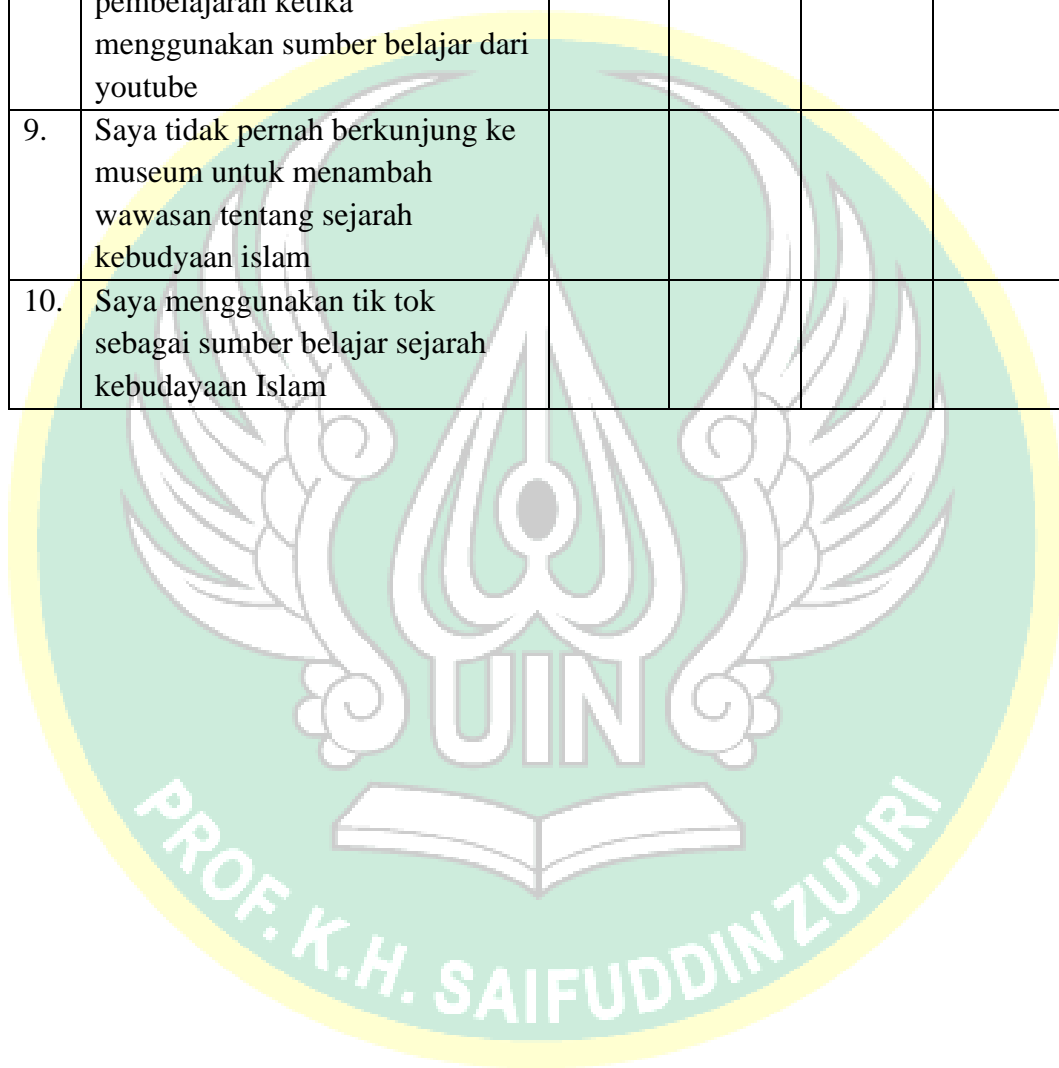 pembelajaran ketika
menggunakan sumber belajar dari
youtube
9. Saya tidak pernah berkunjung ke
museum untuk menambah
wawasan tentang sejarah
kebudyaan islam
10. Saya menggunakan tik tok
sebagai sumber belajar sejarah
kebudayaan Islam
UIN
PROF. K.H. SAIFUDDIN ZUHRI